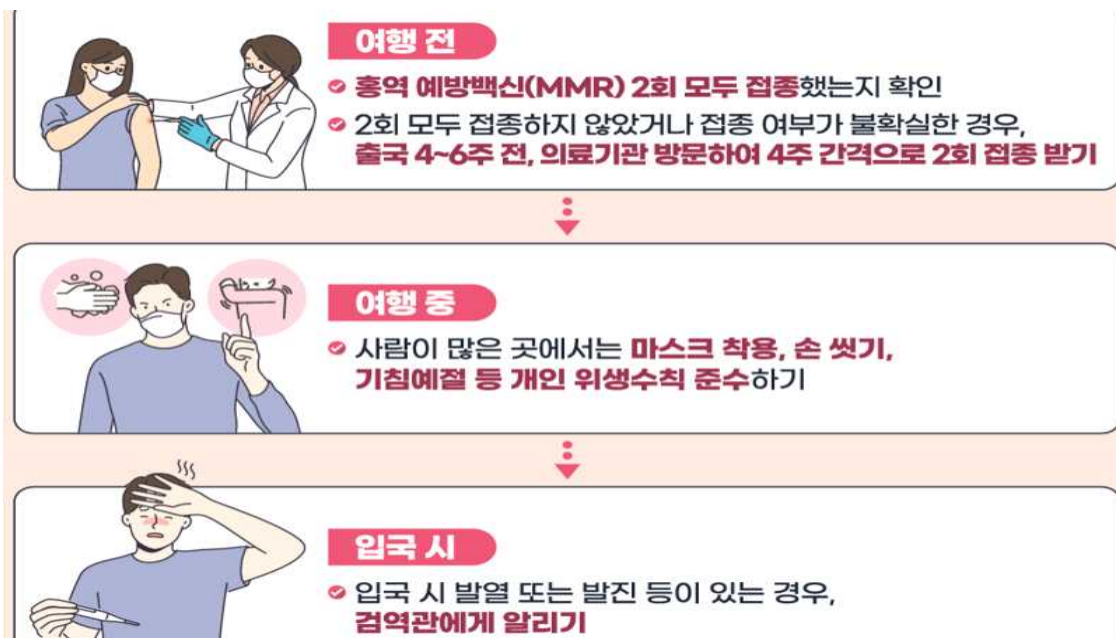 여행 전
홍역 예방백신(MMR) 2회 모두 접종했는지 확인
2회 모두 접종하지 않았거나 접종 여부가 불확실한 경우,
출국 4~6주 전, 의료기관 방문하여 4주 간격으로 2회 접종 받기
여행 중
사람이 많은 곳에서는 마스크 착용, 손 씻기,
기침예절 등 개인 위생수칙 준수하기
입국 시
입국 시 발열 또는 발진 등이 있는 경우,
검역관에게 알리기